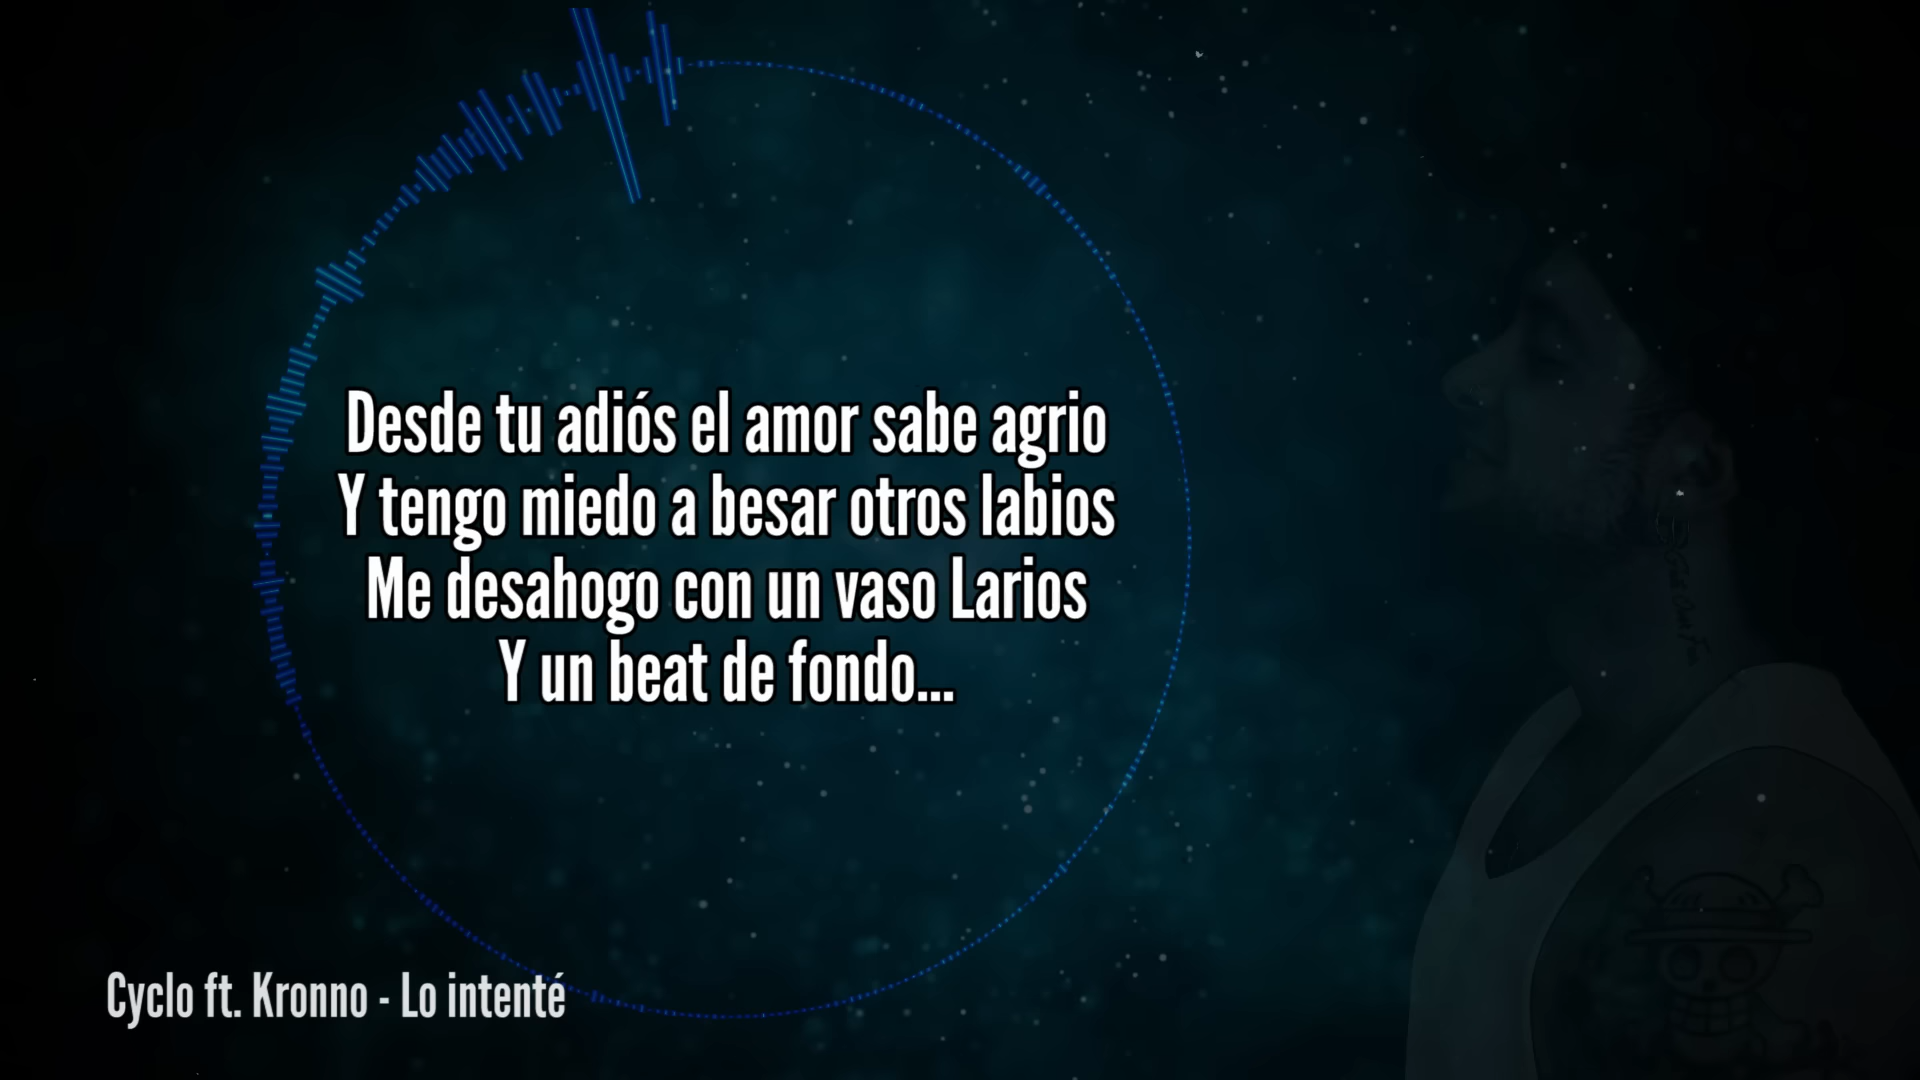 Desde tu adiós el amor sabe agrio
Y tengo miedo a besar otros labios
Me desahogo con un vaso Larios
Y un beat de fondo...
Cyclo ft. Kronno - Lo intenté